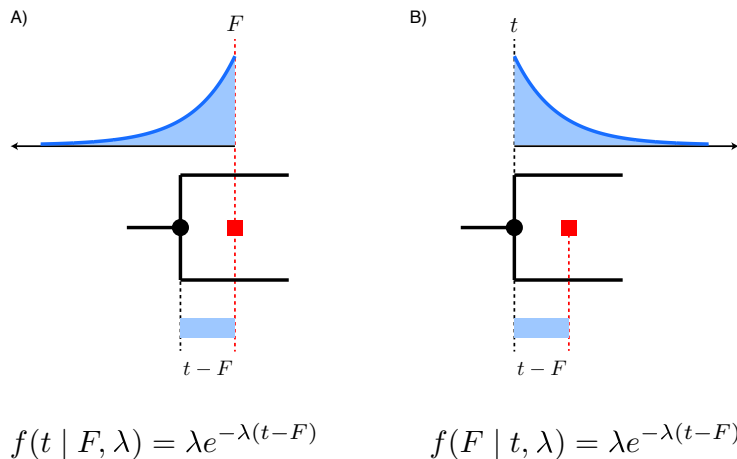 A)
F
t − F
f(t | F, λ) = λe^{−λ(t−F)}
B)
t
t − F
f(F | t, λ) = λe^{−λ(t−F)}